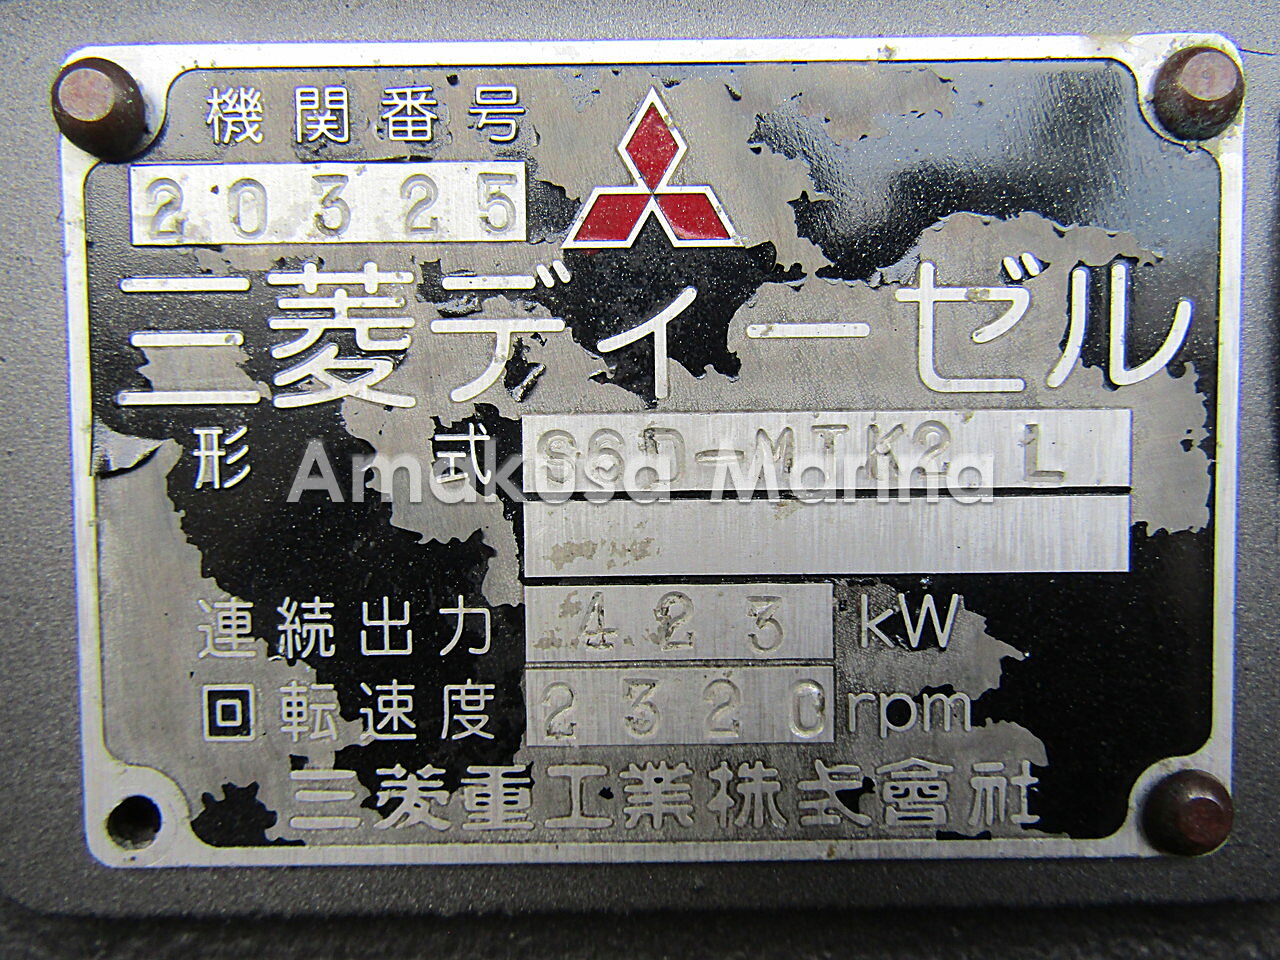 機関番号
20325
三菱ディーゼル
形式 S6D-MTK2 L
Amakusa Marina
連続出力 423 kW
回転速度 2320 rpm
三菱重工業株式會社